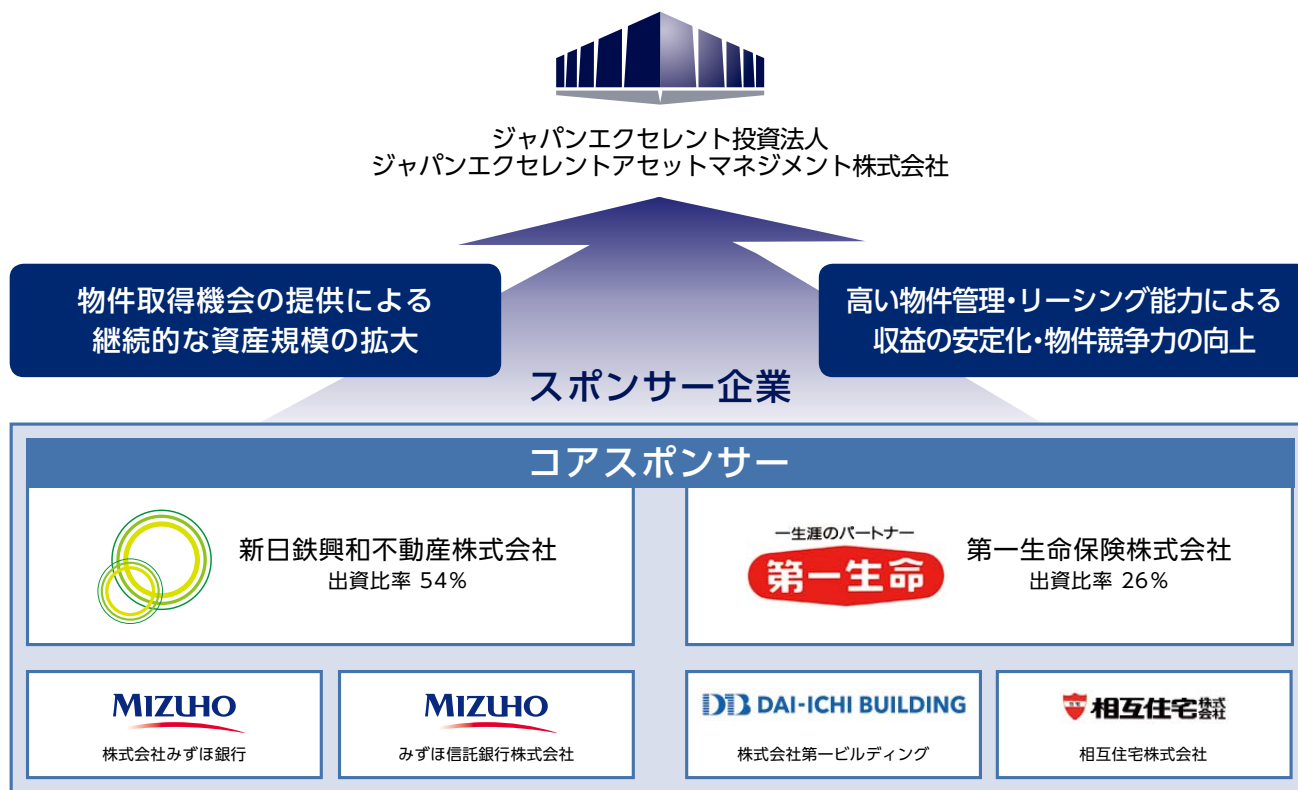 ジャパンエクセレント投資法人
ジャパンエクセレントアセットマネジメント株式会社
物件取得機会の提供による
継続的な資産規模の拡大
高い物件管理・リーシング能力による
収益の安定化・物件競争力の向上
スポンサー企業
コアスポンサー
新日鉄興和不動産株式会社
出資比率 54%
一生涯のパートナー
第一生命
第一生命保険株式会社
出資比率 26%
MIZUHO
株式会社みずほ銀行
MIZUHO
みずほ信託銀行株式会社
DAI-ICHI BUILDING
株式会社第一ビルディング
相互住宅株式会社
相互住宅株式会社